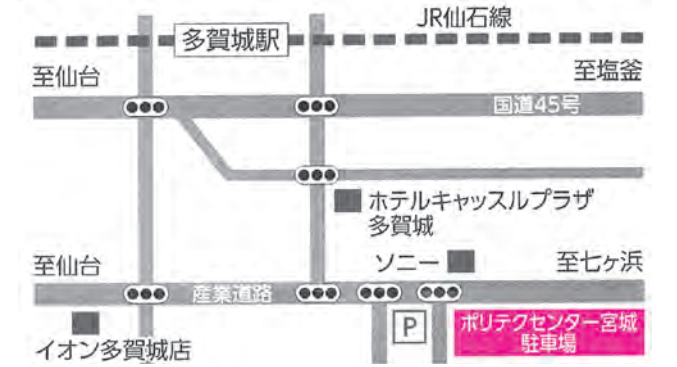 JR仙石線
多賀城駅
至仙台
至塩釜
国道45号
ホテルキャッスルプラザ
多賀城
至仙台
ソニー
至七ヶ浜
産業道路
P
ポリテクセンター宮城
駐車場
イオン多賀城店